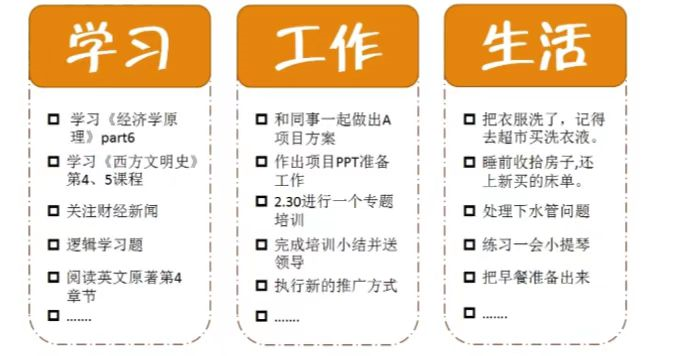 学习
学习《经济学原
理》part6
学习《西方文明史》
第4、5课程
关注财经新闻
逻辑学习题
阅读英文原著第4
章节
.......
工作
和同事一起做出A
项目方案
作出项目PPT准备
工作
2.30进行一个专题
培训
完成培训小结并送
领导
执行新的推广方式
.......
生活
把衣服洗了，记得
去超市买洗衣液。
睡前收拾房子,还
上新买的床单。
处理下水管问题
练习一会小提琴
把早餐准备出来
.......